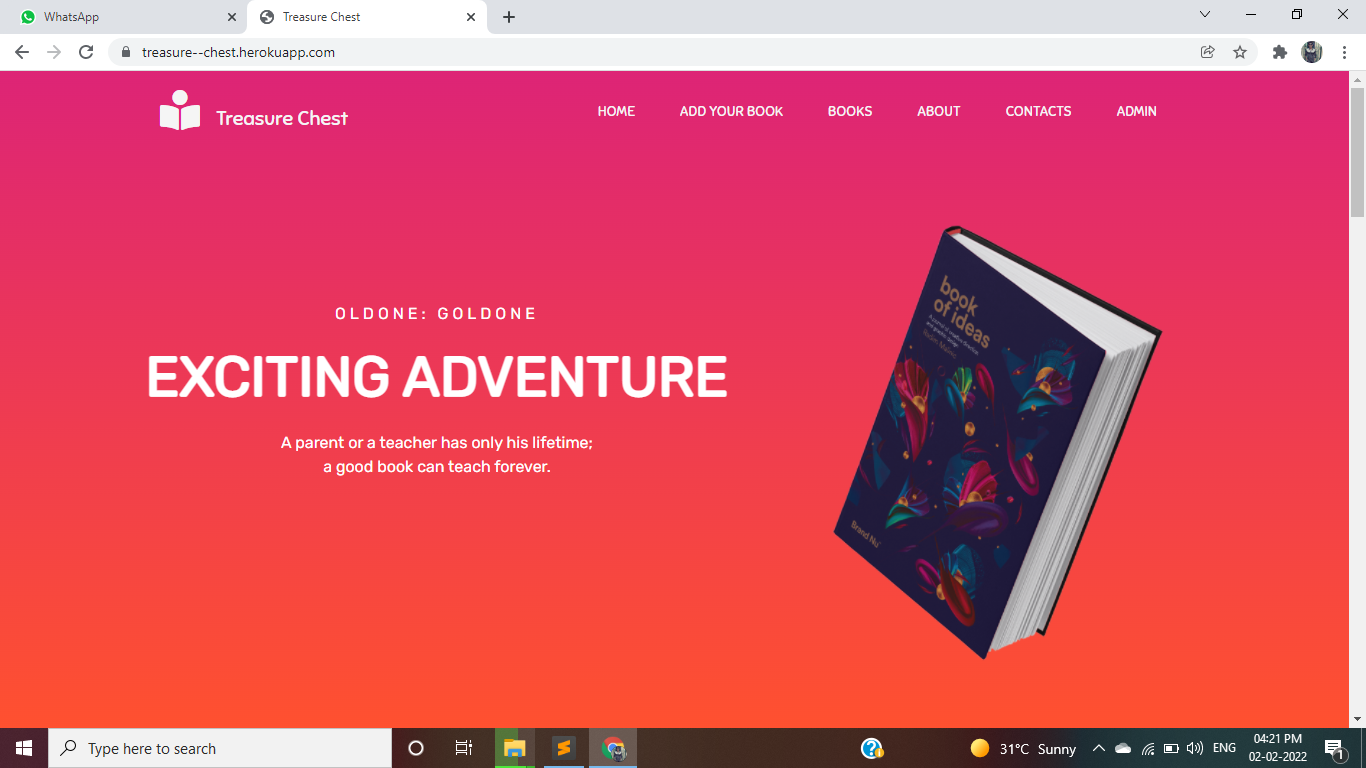 WhatsApp
Treasure Chest
treasure--chest.herokuapp.com
Treasure Chest
HOME
ADD YOUR BOOK
BOOKS
ABOUT
CONTACTS
ADMIN
OLDONE: GOLDONE
EXCITING ADVENTURE
A parent or a teacher has only his lifetime;
a good book can teach forever.
book
of ideas
Brand Nu
Type here to search
31°C Sunny
ENG
04:21 PM
02-02-2022
1